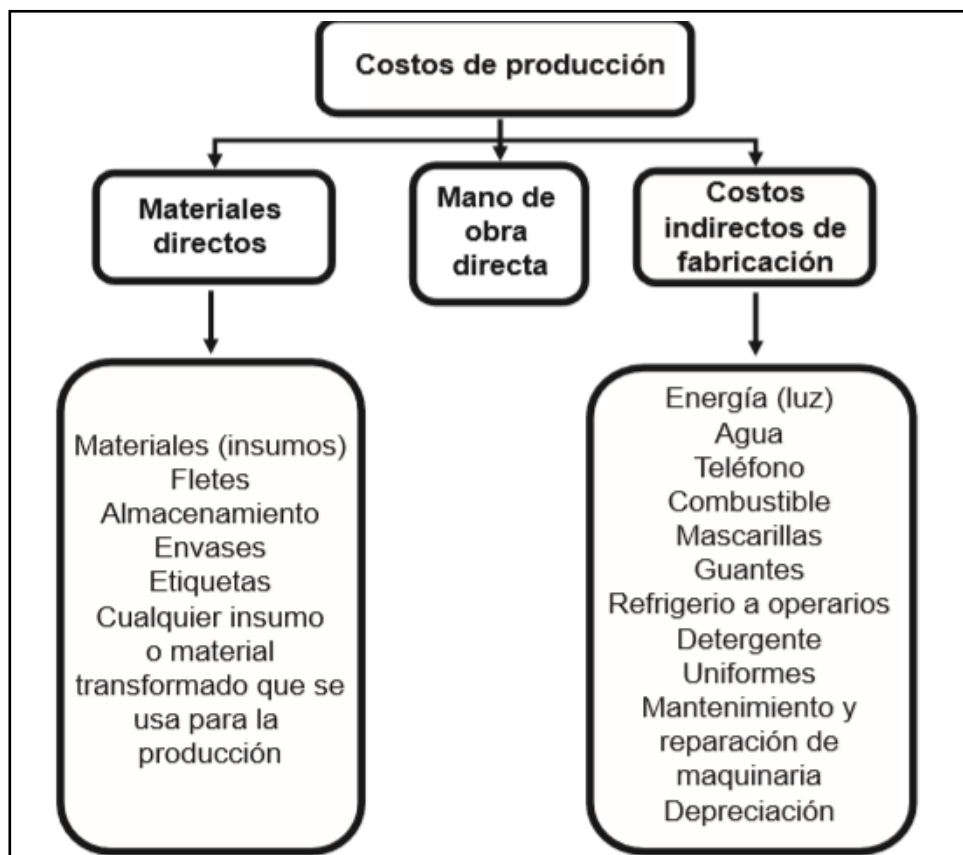 Costos de producción
Materiales
directos
Mano de
obra
directa
Costos
indirectos de
fabricación
Materiales (insumos)
Fletes
Almacenamiento
Envases
Etiquetas
Cualquier insumo
o material
transformado que se
usa para la
producción
Energía (luz)
Agua
Teléfono
Combustible
Mascarillas
Guantes
Refrigerio a operarios
Detergente
Uniformes
Mantenimiento y
reparación de
maquinaria
Depreciación